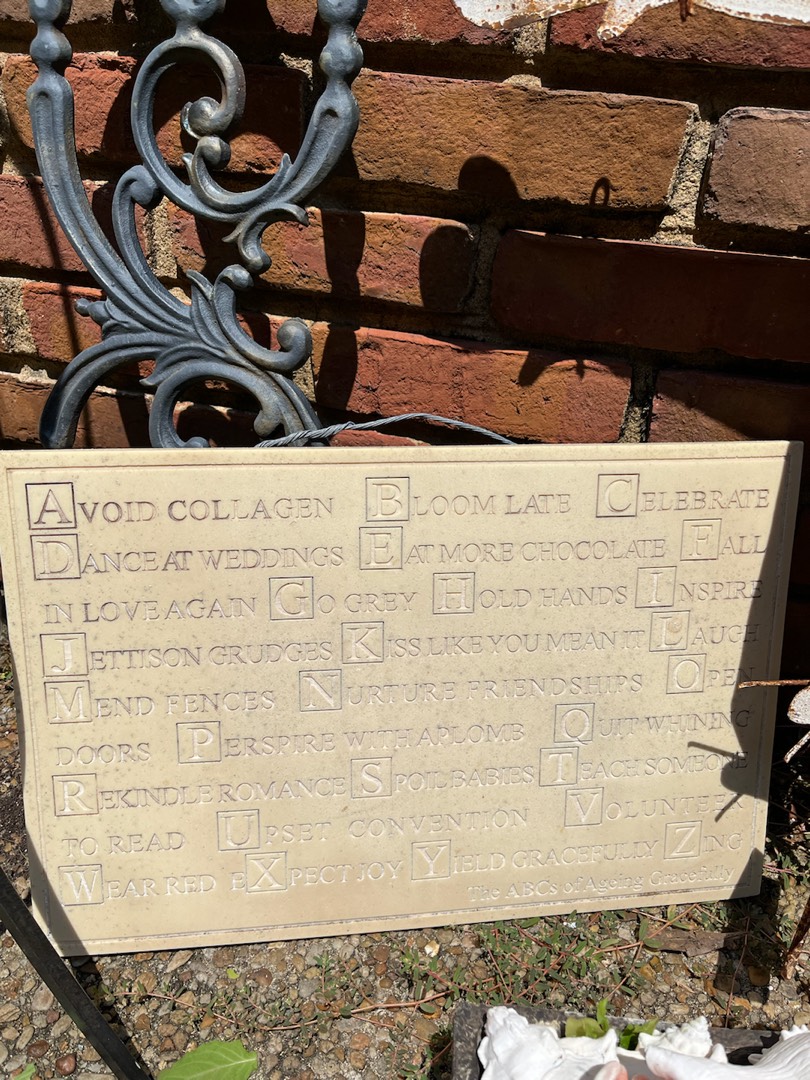 AVOID COLLAGEN BLOOM LATE CELEBRATE
DANCE AT WEDDINGS EAT MORE CHOCOLATE FALL
IN LOVE AGAIN GO GREY HOLD HANDS INSPIRE
JETTISON GRUDGES KISS LIKE YOU MEAN IT LAUGH
MEND FENCES NURTURE FRIENDSHIPS OPEN
DOORS PERSPIRE WITH APLOMB QUIT WHINING
REKINDLE ROMANCE SPOIL BABIES TEACH SOMEONE
TO READ UPSET CONVENTION VOLUNTEER
WEAR RED EXPECT JOY YIELD GRACEFULLY ZING
The ABCs of Ageing Gracefully